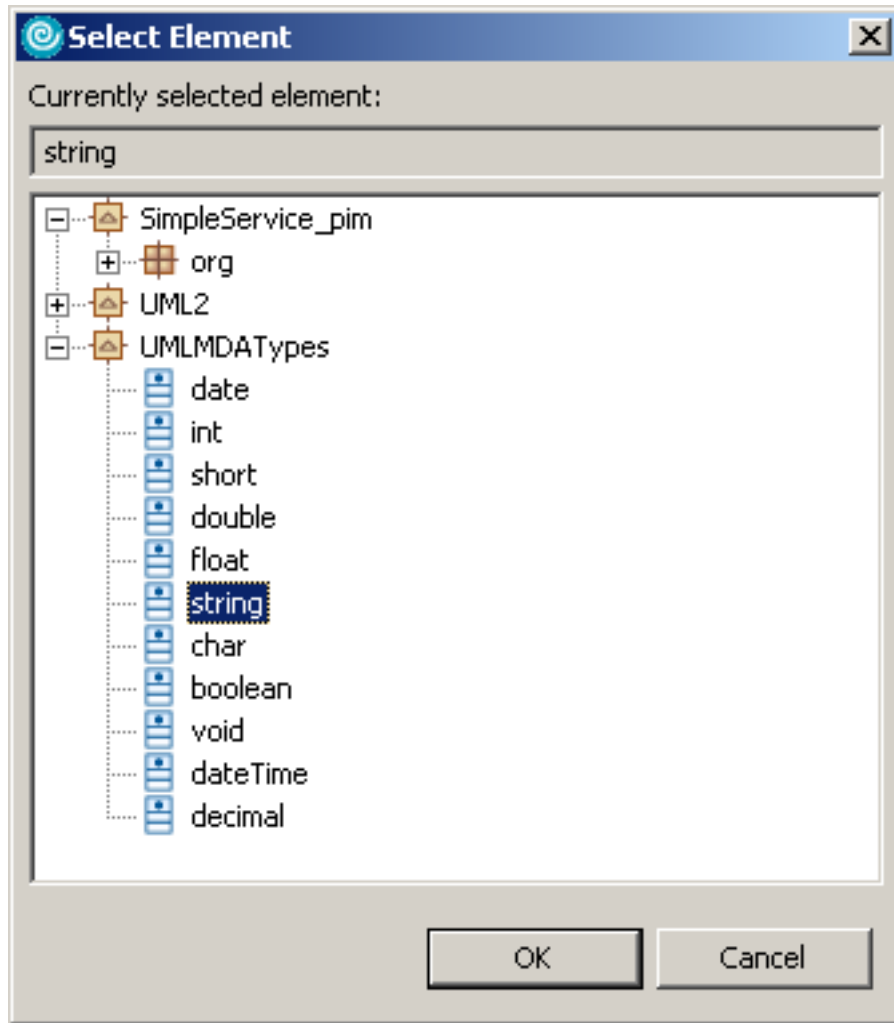 Select Element
Currently selected element:
string
SimpleService_pim
org
UML2
UMLMDATypes
date
int
short
double
float
string
char
boolean
void
dateTime
decimal
OK Cancel